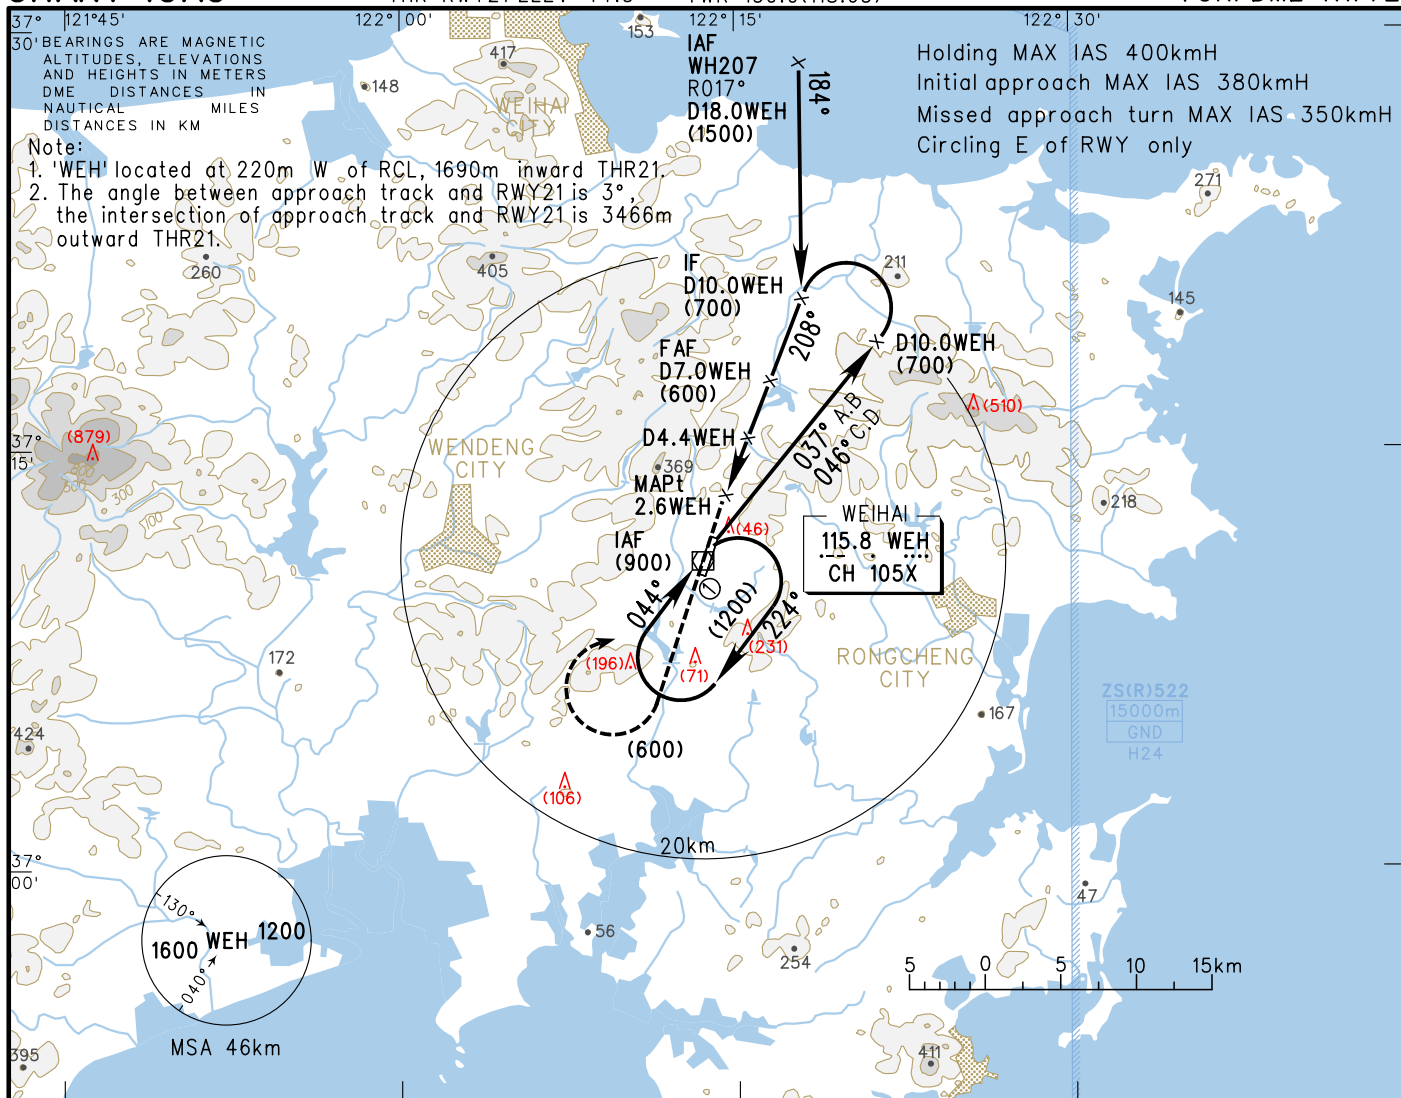 37°
30'
121°45'
122°00'
122°15'
122°30'
BEARINGS ARE MAGNETIC
ALTITUDES, ELEVATIONS
AND HEIGHTS IN METERS
DME DISTANCES IN
NAUTICAL MILES
DISTANCES IN KM
Note:
1. 'WEH' located at 220m W of RCL, 1690m inward THR21.
2. The angle between approach track and RWY21 is 3°,
the intersection of approach track and RWY21 is 3466m
outward THR21.
Holding MAX IAS 400kmH
Initial approach MAX IAS 380kmH
Missed approach turn MAX IAS 350kmH
Circling E of RWY only
IAF
WH207
R017°
D18.0WEH
(1500)
184°
417
153
148
WEIHAI
CITY
271
260
405
211
145
IF
D10.0WEH
(700)
208°
FAF
D7.0WEH
(600)
D10.0WEH
(700)
(510)
037° A.B
046° C.D
D4.4WEH
369
MAPt
2.6WEH
(879)
300
300
100
37°
15'
WENDENG
CITY
218
(46)
WEIHAI
115.8 WEH
CH 105X
IAF
(900)
1
044°
(1200)
224°
(231)
(196)
(71)
172
RONGCHENG
CITY
167
ZS(R)522
15000m
GND
H24
424
(600)
(106)
20km
37°
00'
47
130°
1600
WEH
1200
040°
MSA 46km
56
254
5 0 5 10 15km
395
411